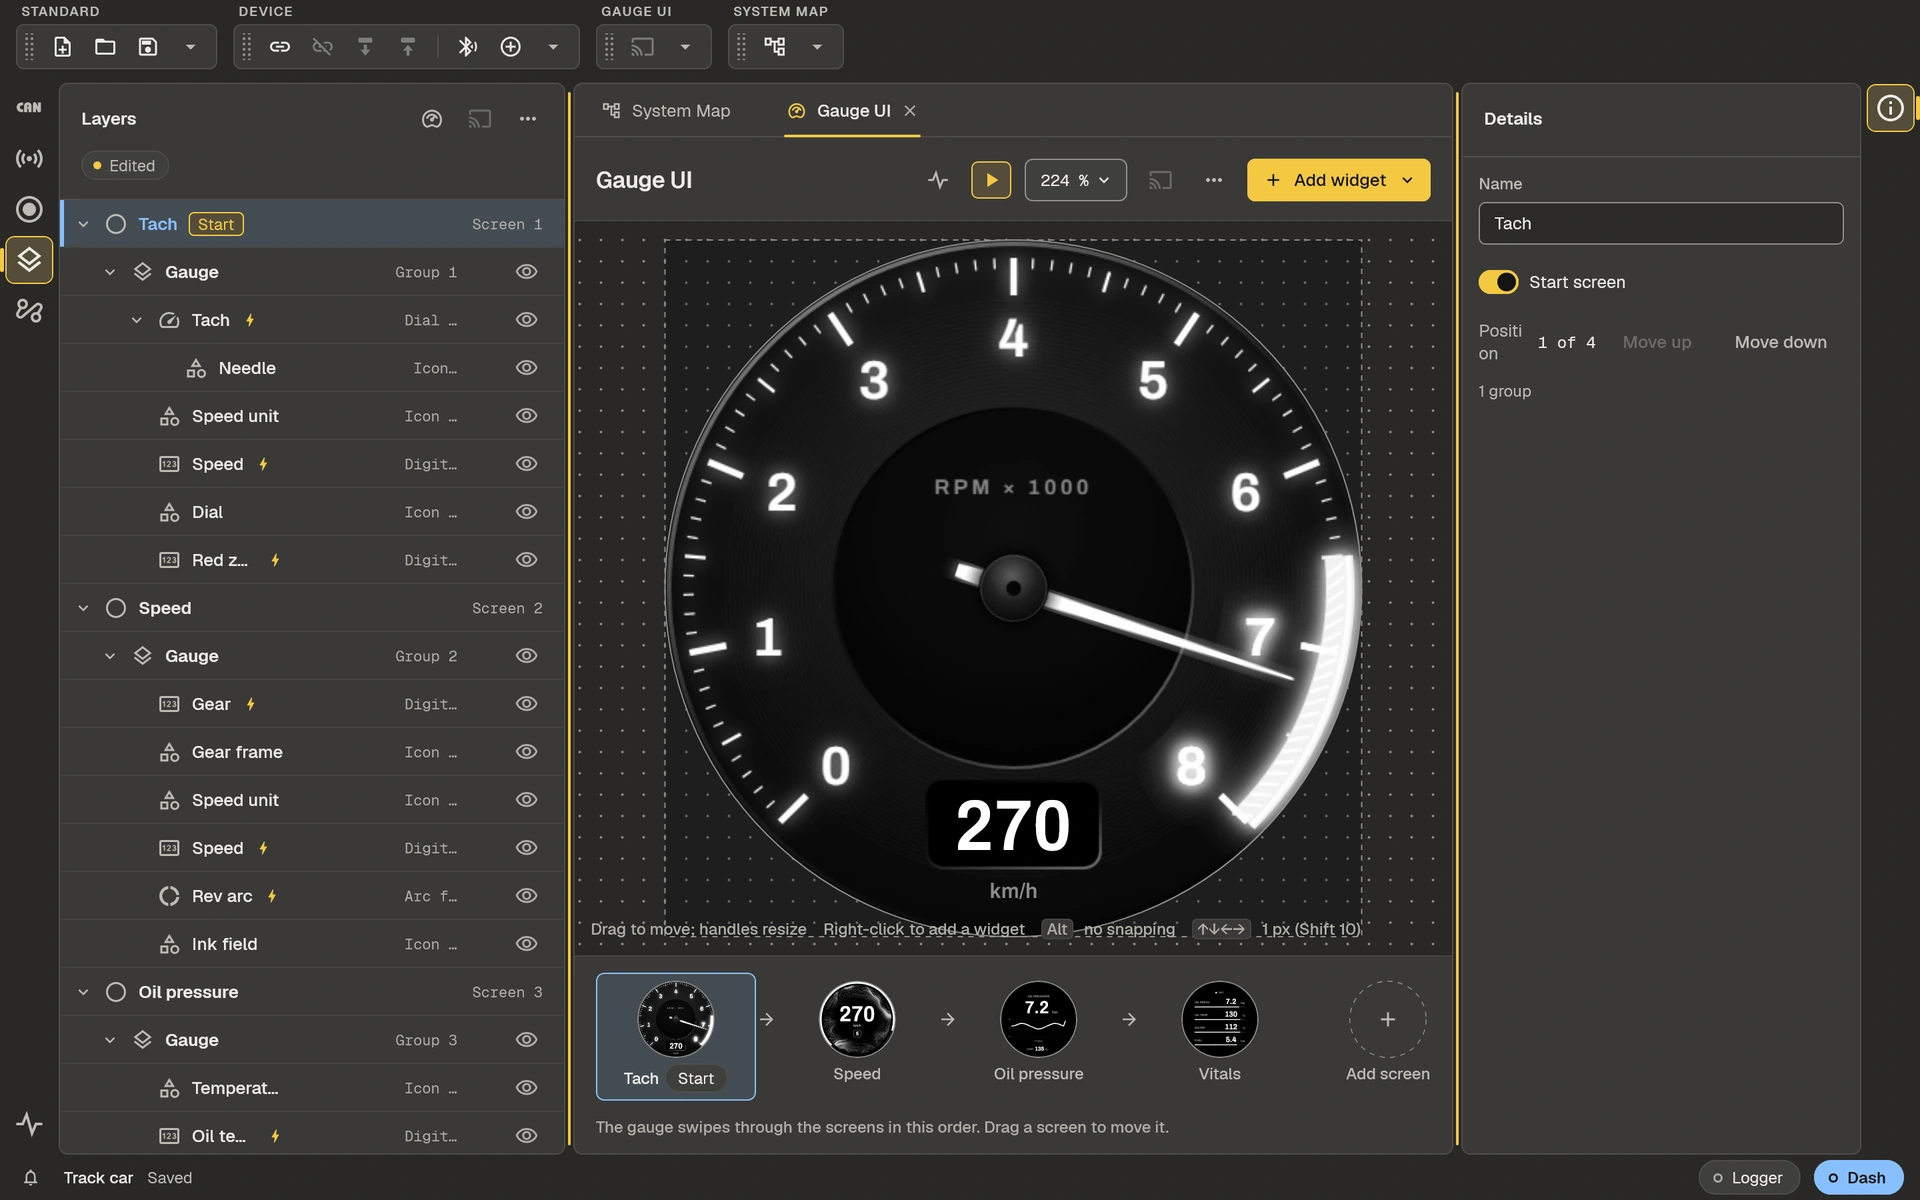 STANDARD
DEVICE
GAUGE UI
SYSTEM MAP
CAN
Layers
Edited
Tach Start Screen 1
Gauge Group 1
Tach Dial …
Needle Icon…
Speed unit Icon …
Speed Digit…
Dial Icon …
Red z… Digit…
Speed Screen 2
Gauge Group 2
Gear Digit…
Gear frame Icon …
Speed unit Icon …
Speed Digit…
Rev arc Arc f…
Ink field Icon …
Oil pressure Screen 3
Gauge Group 3
Temperat… Icon …
Oil te… Digit…
System Map
Gauge UI
Gauge UI
224 %
Add widget
4
3
5
2
6
RPM × 1000
1
7
0
8
270
km/h
Drag to move; handles resize Right-click to add a widget Alt no snapping ↑↓←→ 1 px (Shift 10)
270
Tach Start
270
Speed
7.2
Oil pressure
7.2
130
112
5.4
Vitals
Add screen
The gauge swipes through the screens in this order. Drag a screen to move it.
Details
Name
Tach
Start screen
Positi
on
1 of 4 Move up Move down
1 group
Track car Saved
Logger
Dash